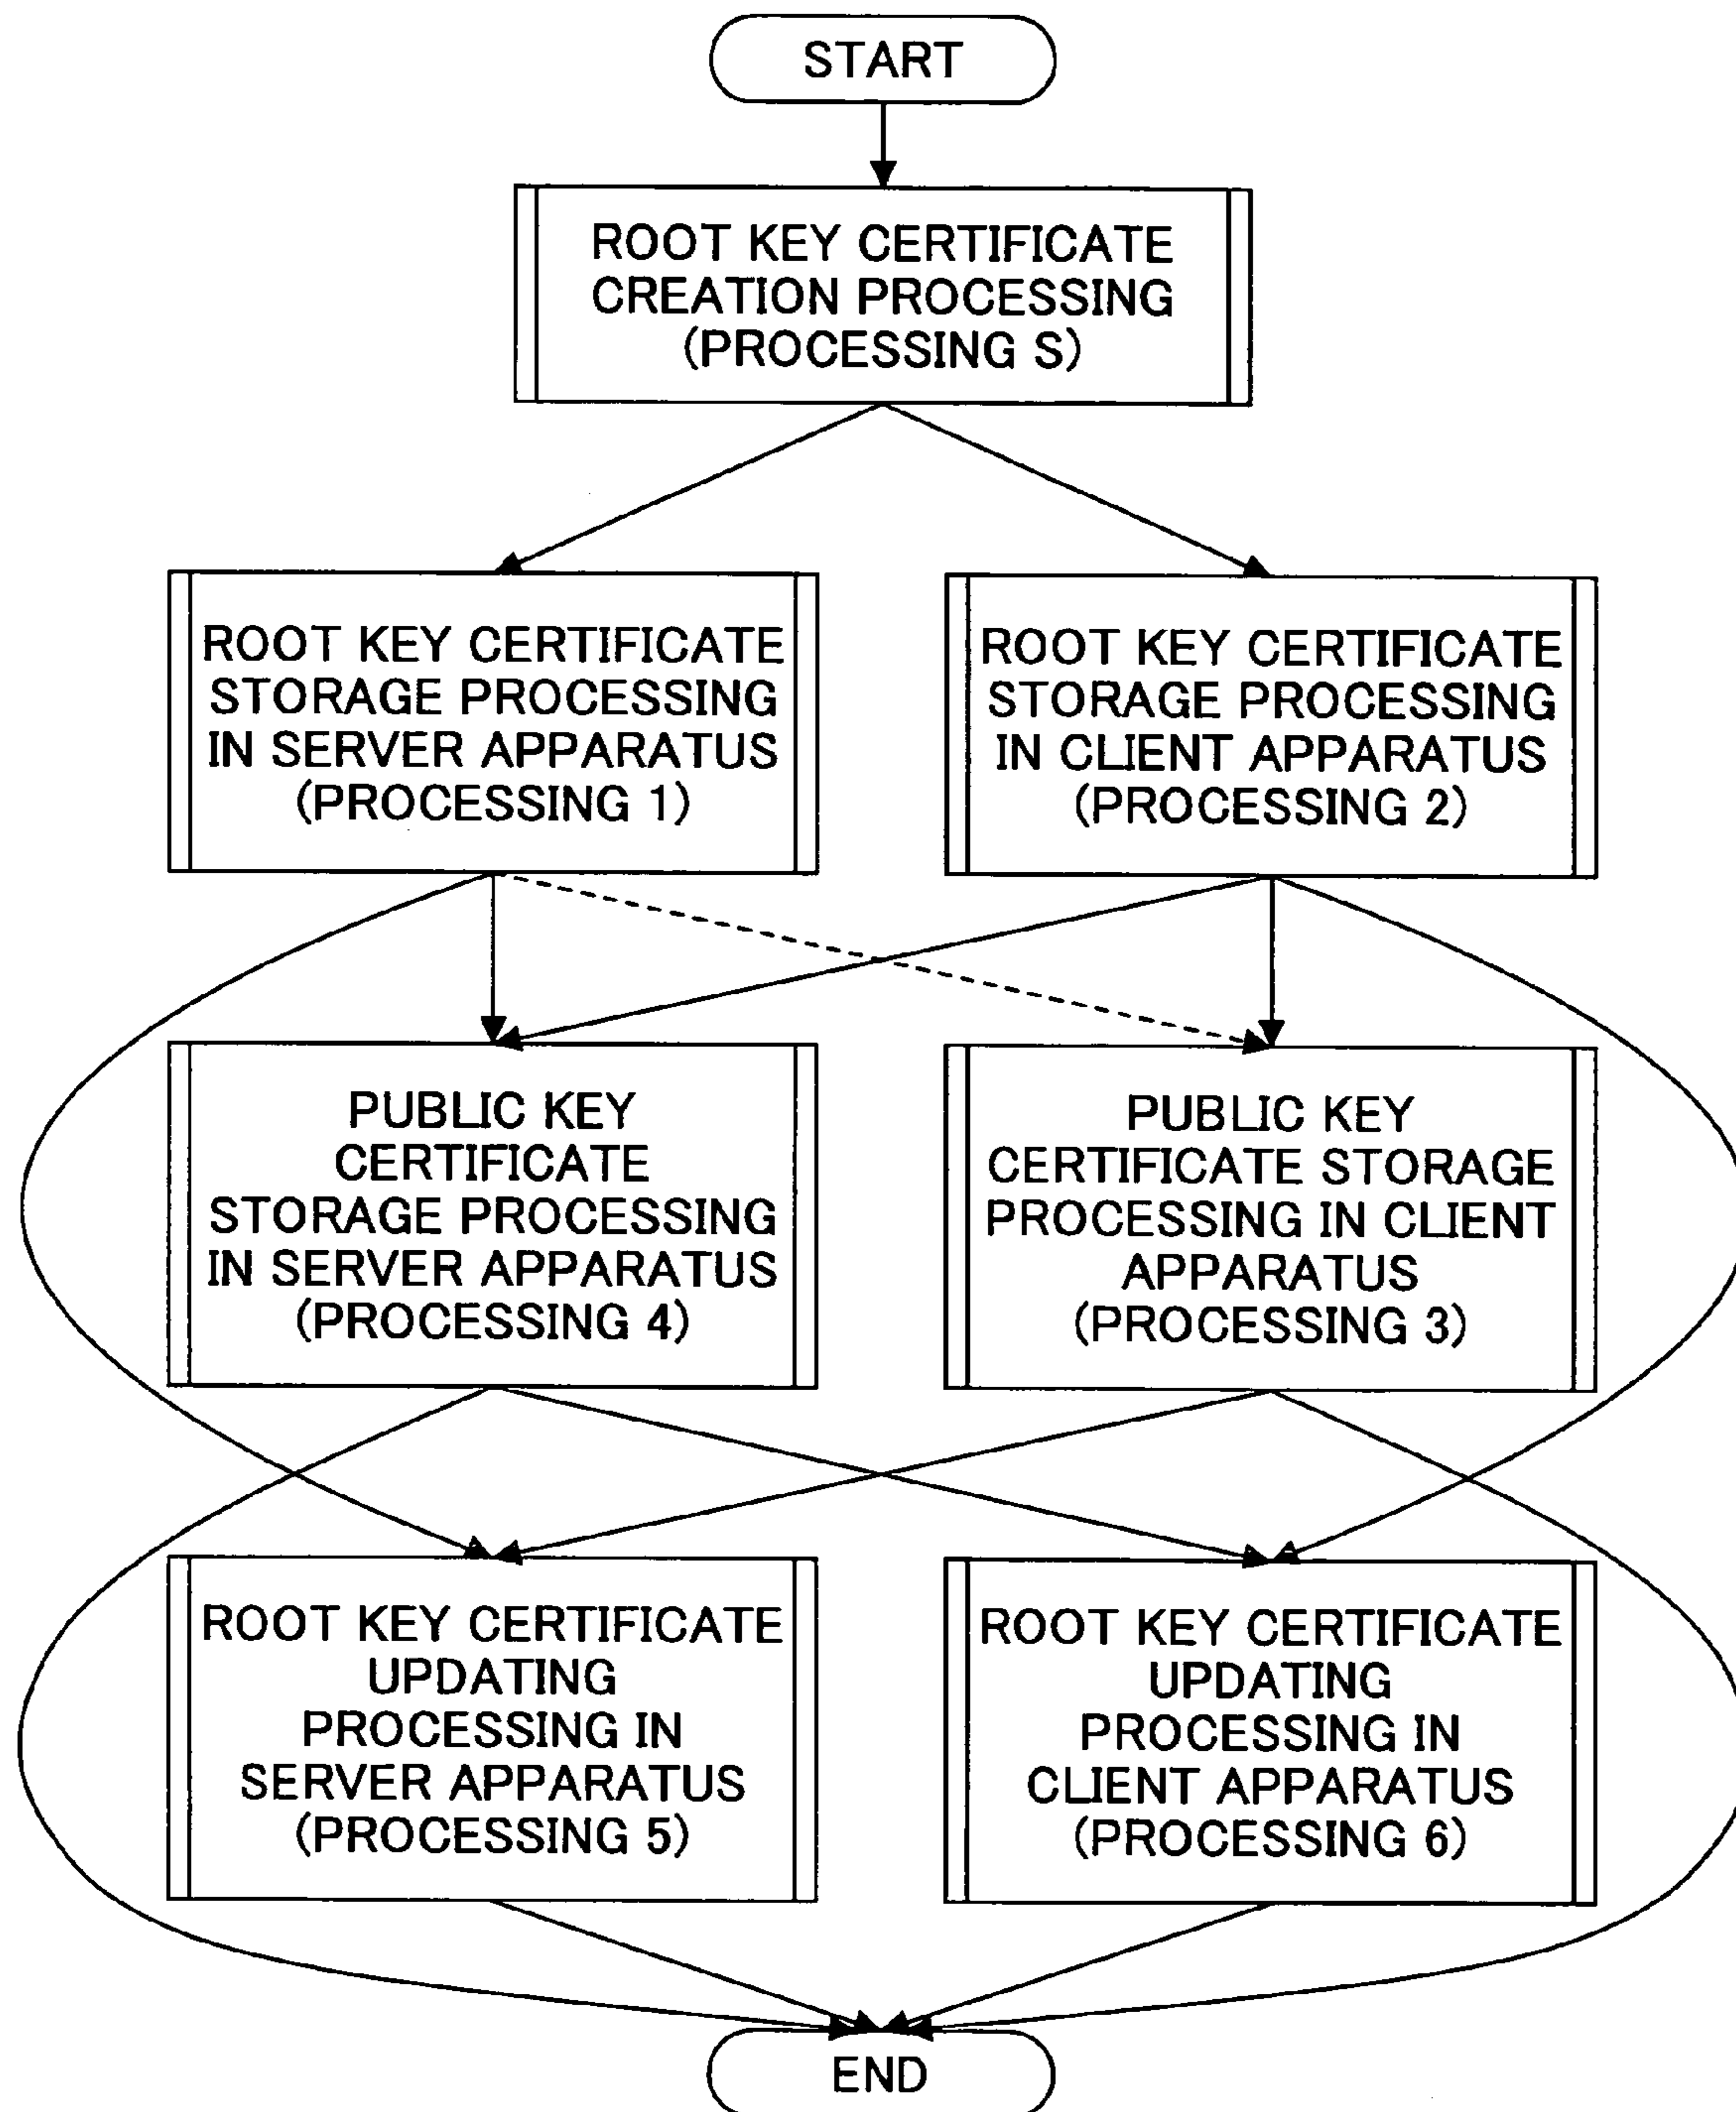 START
ROOT KEY CERTIFICATE
CREATION PROCESSING
(PROCESSING S)
ROOT KEY CERTIFICATE
STORAGE PROCESSING
IN SERVER APPARATUS
(PROCESSING 1)
ROOT KEY CERTIFICATE
STORAGE PROCESSING
IN CLIENT APPARATUS
(PROCESSING 2)
PUBLIC KEY
CERTIFICATE
STORAGE PROCESSING
IN SERVER APPARATUS
(PROCESSING 4)
PUBLIC KEY
CERTIFICATE STORAGE
PROCESSING IN CLIENT
APPARATUS
(PROCESSING 3)
ROOT KEY CERTIFICATE
UPDATING
PROCESSING IN
SERVER APPARATUS
(PROCESSING 5)
ROOT KEY CERTIFICATE
UPDATING
PROCESSING IN
CLIENT APPARATUS
(PROCESSING 6)
END